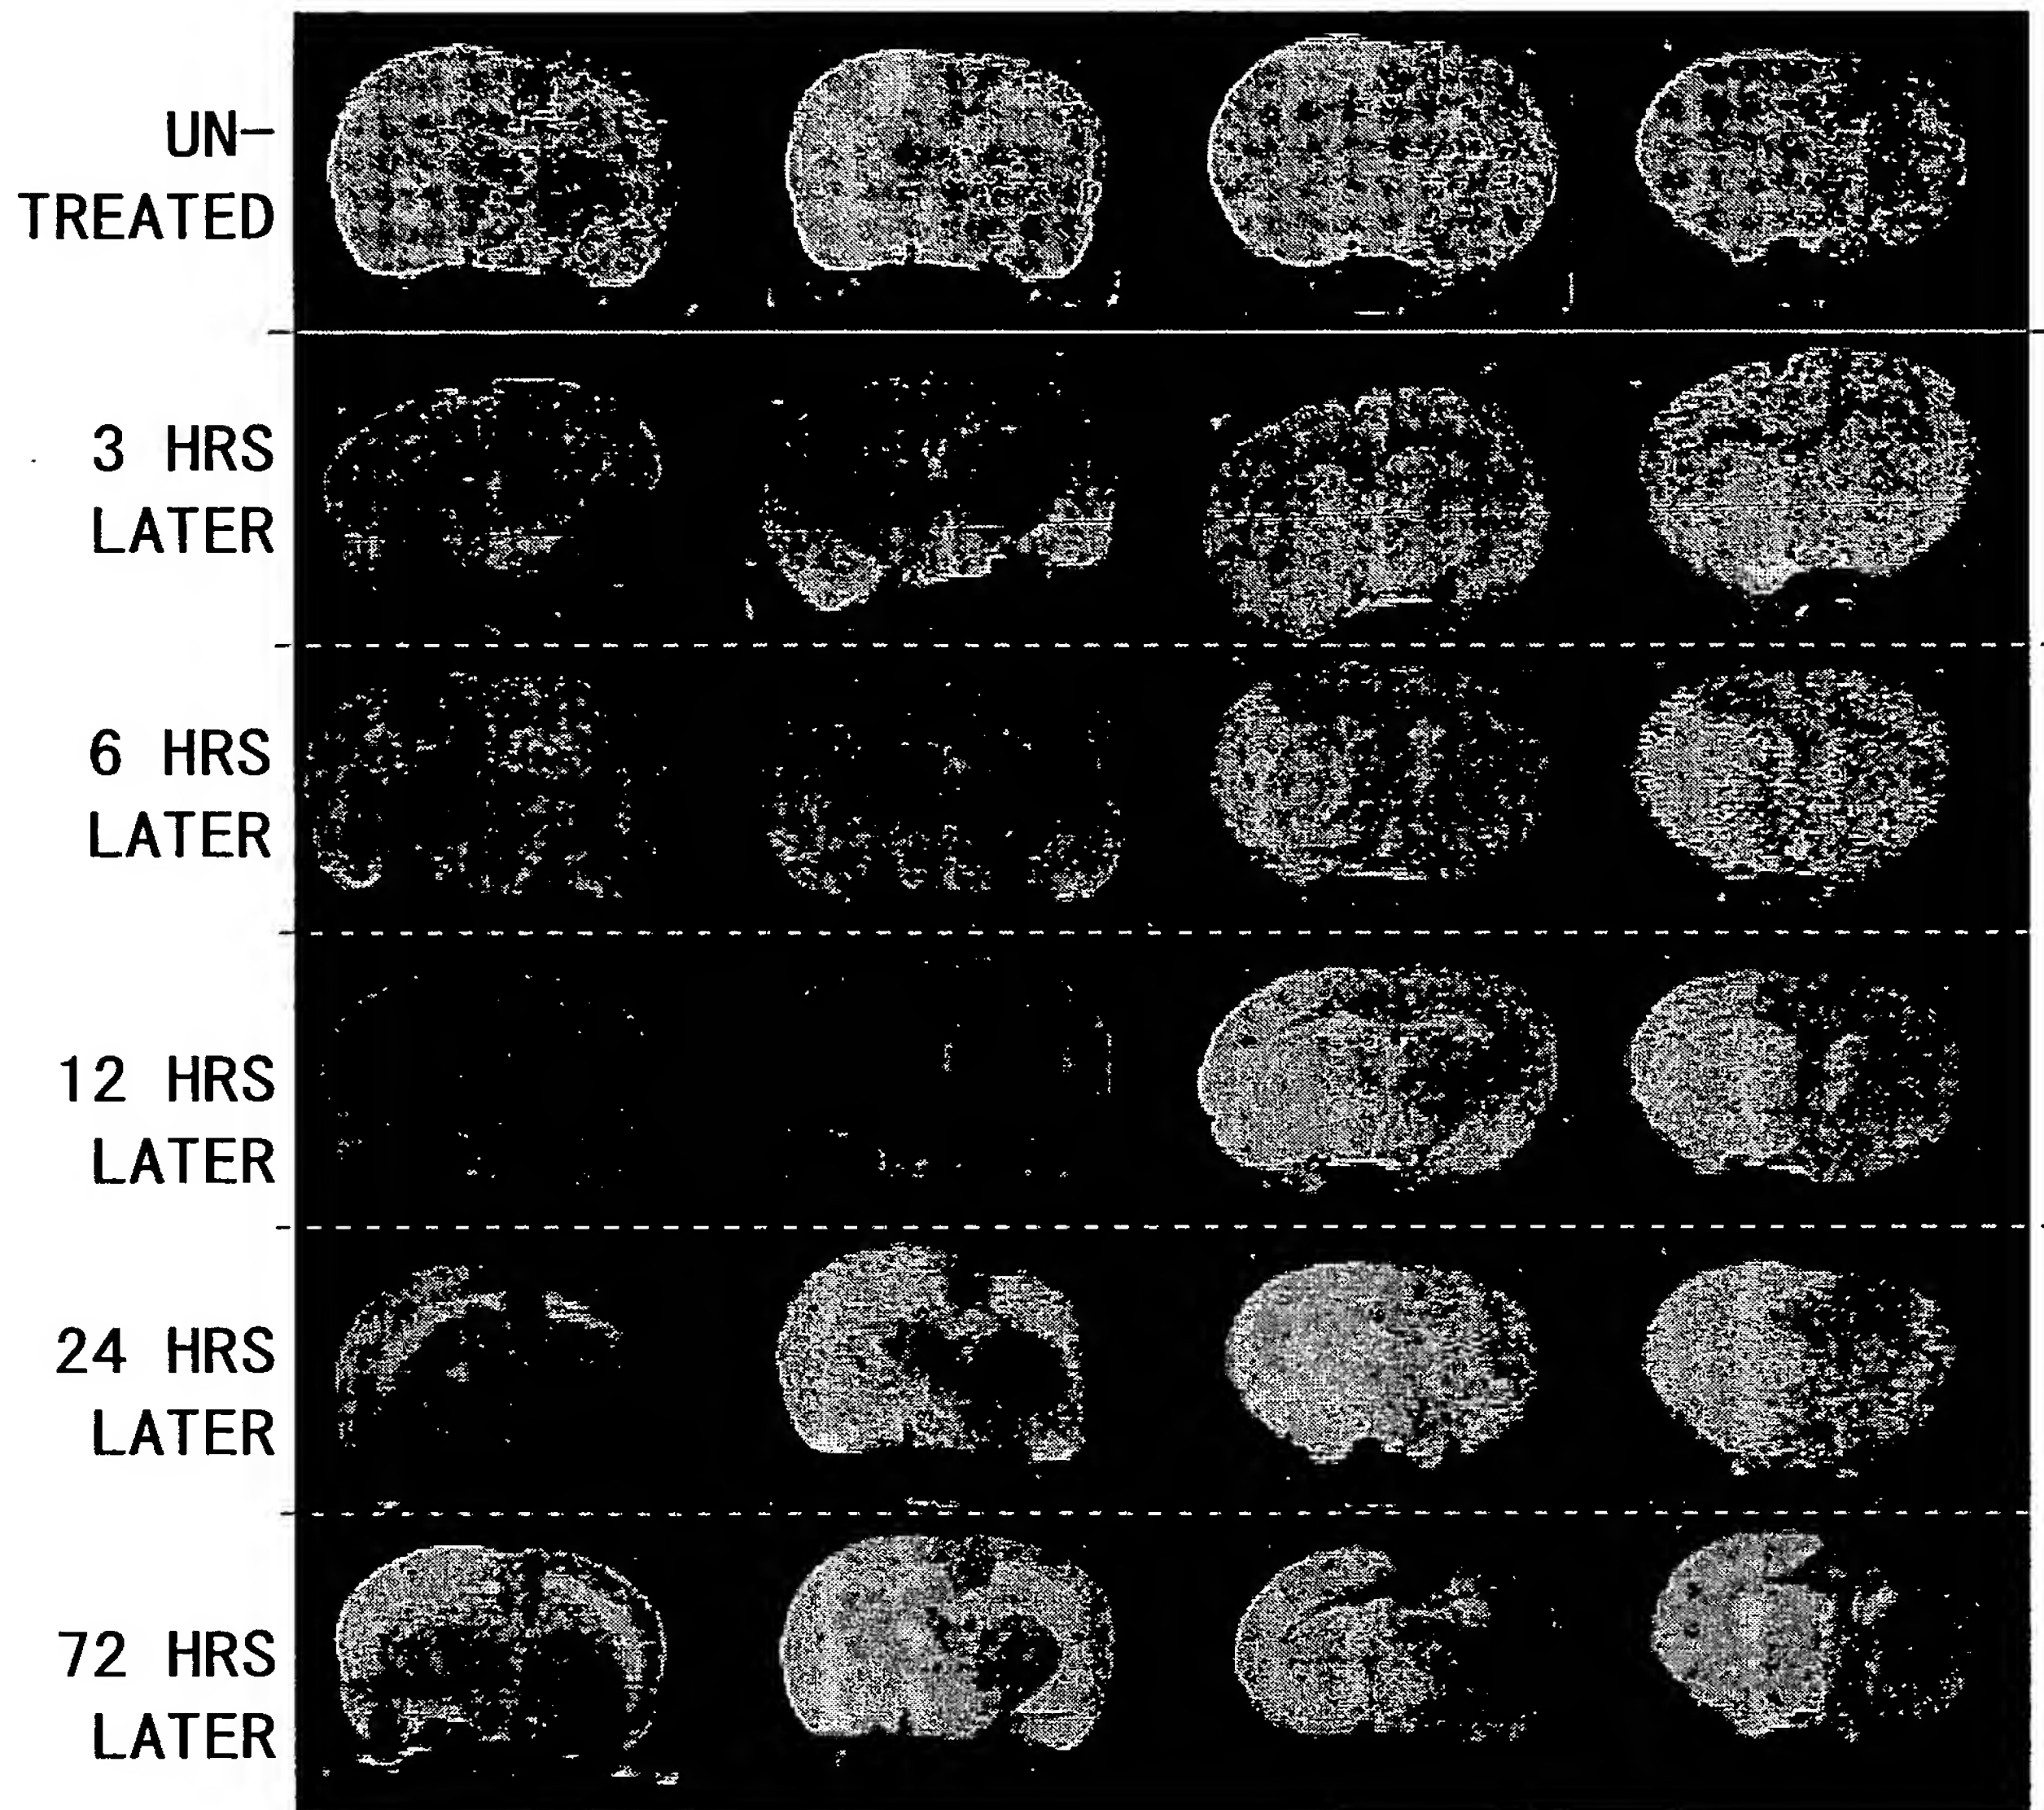 UN-
TREATED
3 HRS
LATER
6 HRS
LATER
12 HRS
LATER
24 HRS
LATER
72 HRS
LATER